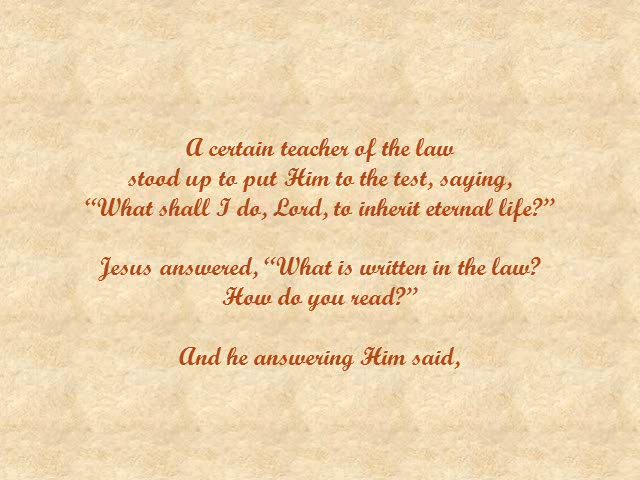 A certain teacher of the law
stood up to put Him to the test, saying,
“What shall I do, Lord, to inherit eternal life?”
Jesus answered, “What is written in the law?
How do you read?”
And he answering Him said,